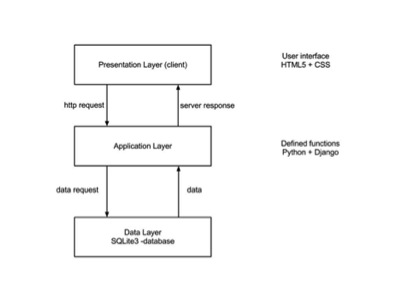 Presentation Layer (client)
User interface
HTML5 + CSS
http request
server response
Application Layer
Defined functions
Python + Django
data request
data
Data Layer
SQLite3 -database